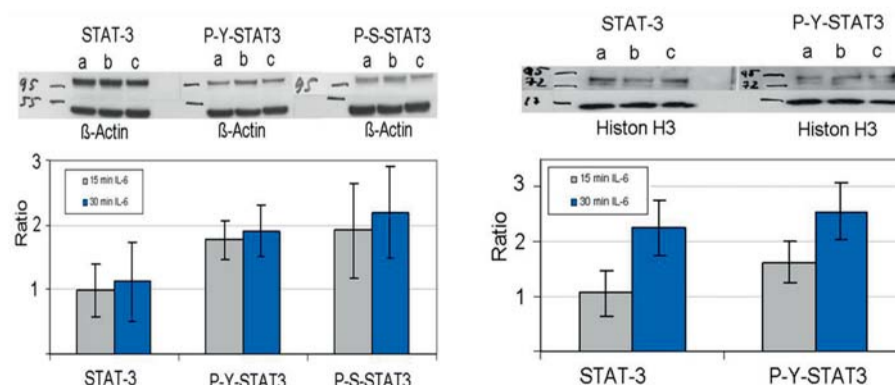 STAT-3 P-Y-STAT3 P-S-STAT3
a b c a b c a b c
95 95
55
ß-Actin ß-Actin ß-Actin
3
2
1
Ratio
15 min IL-6
30 min IL-6
STAT-3 P-Y-STAT3 P-S-STAT3
STAT-3 P-Y-STAT3
a b c a b c
95 95
72 72
17
Histon H3 Histon H3
3
2
1
Ratio
15 min IL-6
30 min IL-6
STAT-3 P-Y-STAT3